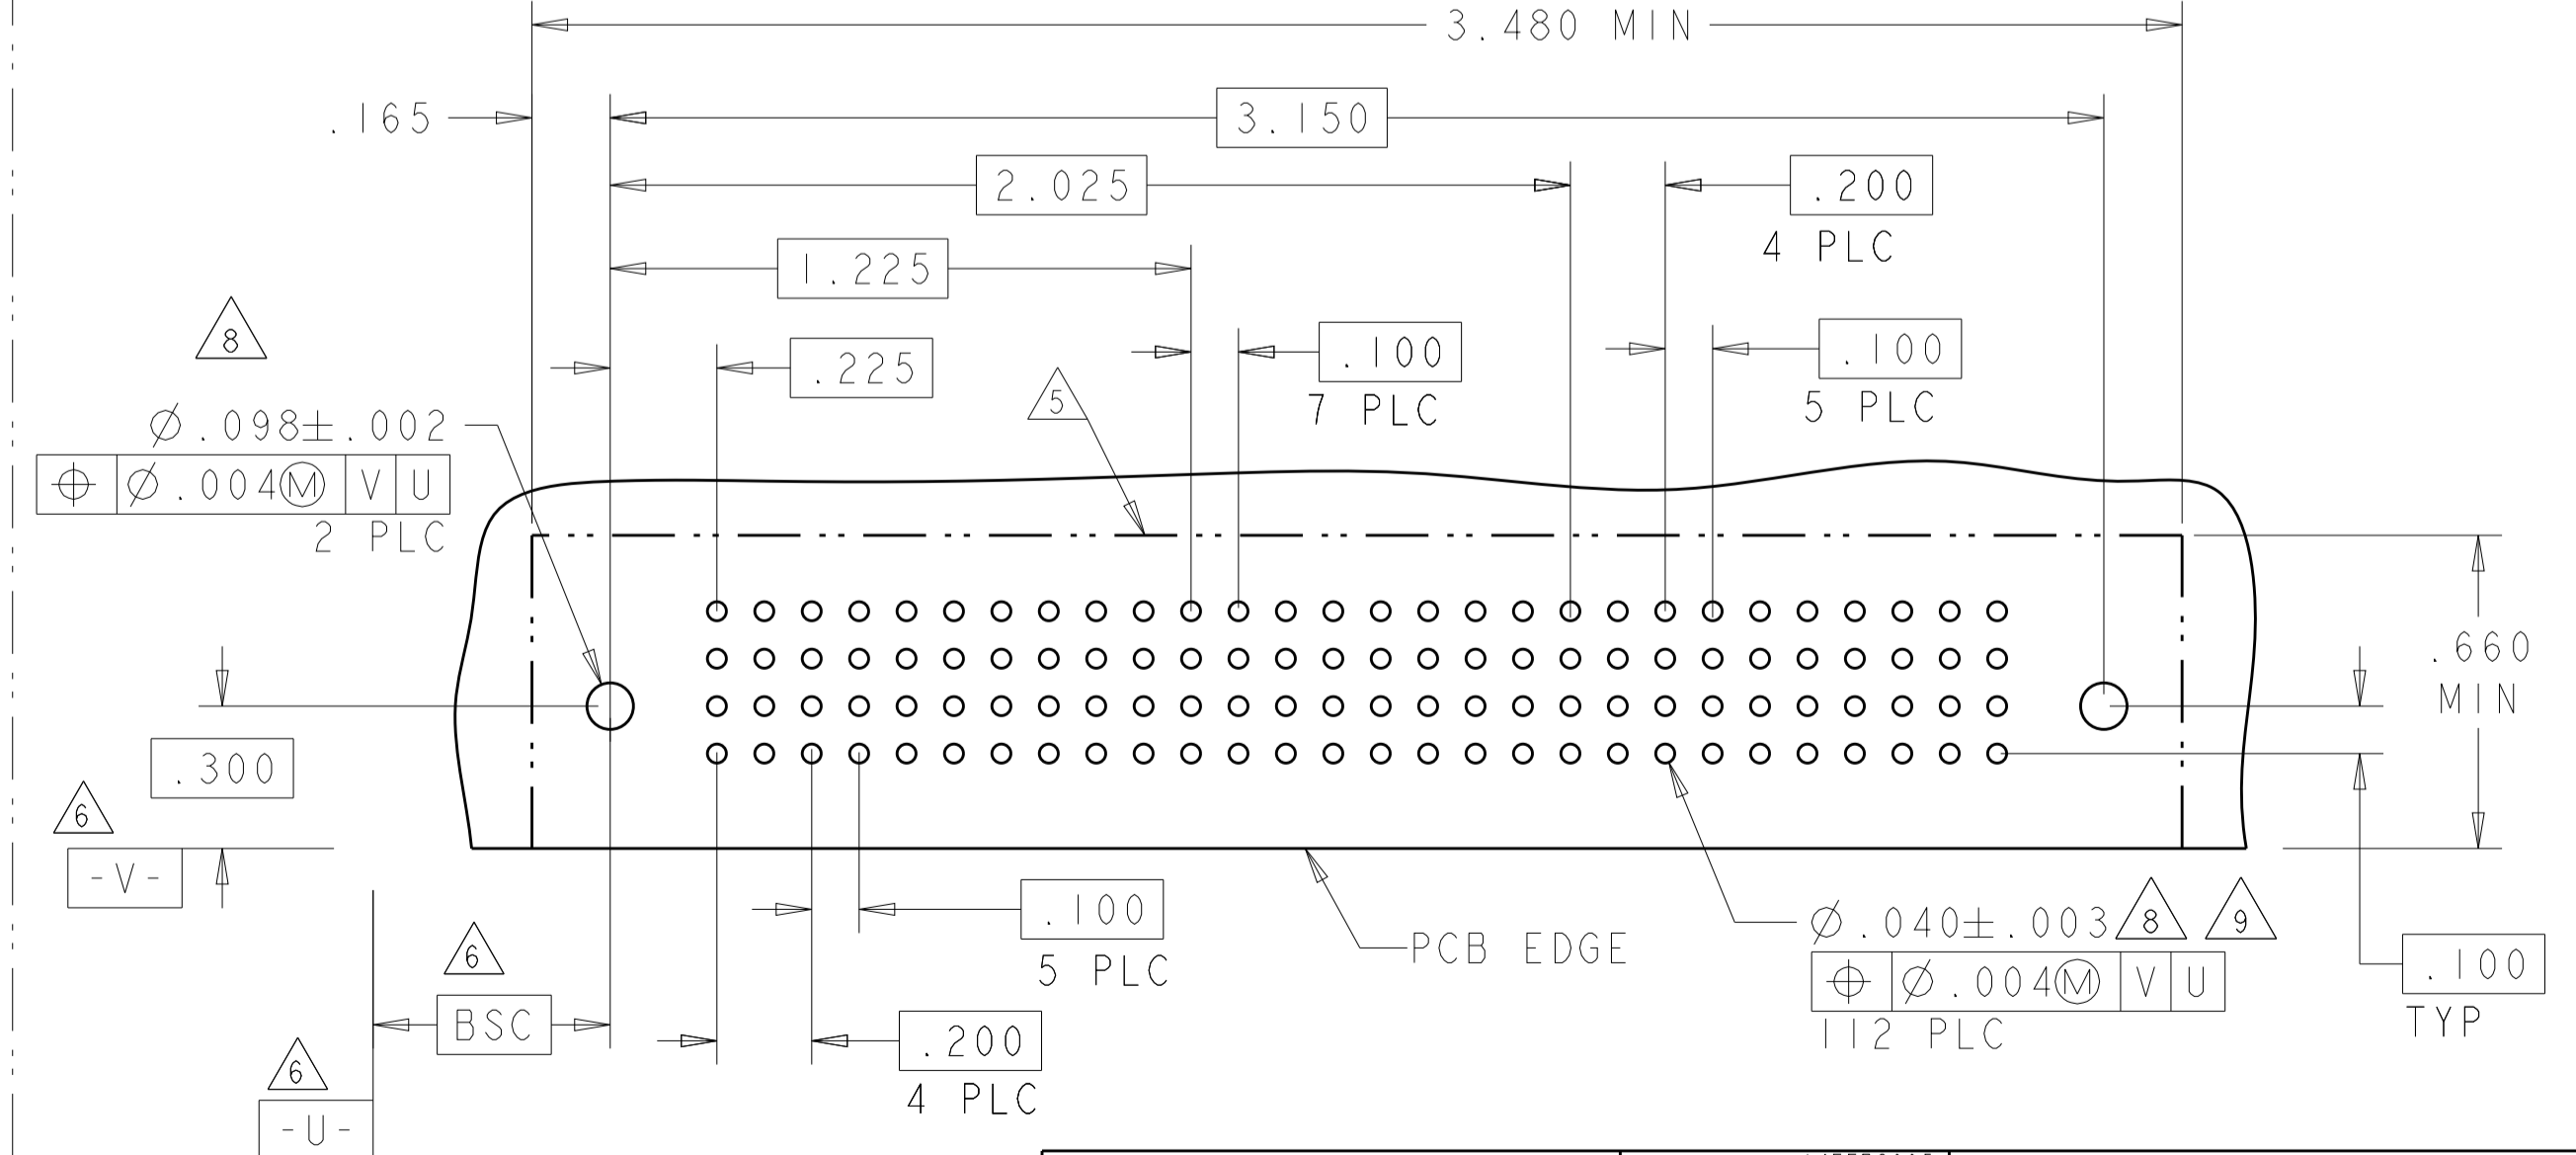 3.480 MIN
.165
3.150
2.025
.200
4 PLC
1.225
8
.225
.100
7 PLC
.100
5 PLC
5
Ø.098±.002
⌖ Ø.004Ⓜ V U
2 PLC
.660
MIN
.300
6
-V-
.100
5 PLC
PCB EDGE
Ø.040±.003 8 9
⌖ Ø.004Ⓜ V U
112 PLC
.100
TYP
6
BSC
.200
4 PLC
6
-U-